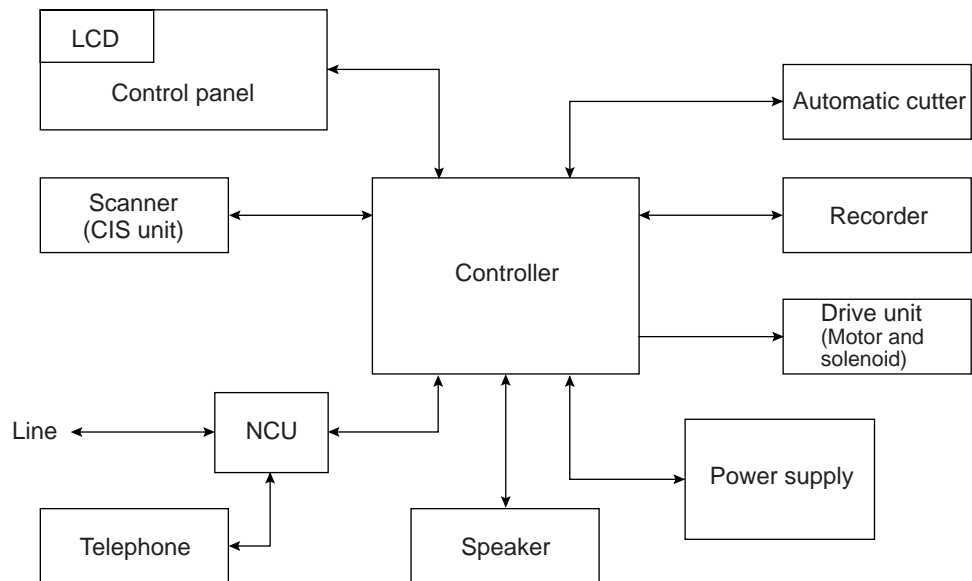 LCD
Control panel
Automatic cutter
Scanner
(CIS unit)
Recorder
Controller
Drive unit
(Motor and
solenoid)
Line
NCU
Power supply
Telephone
Speaker